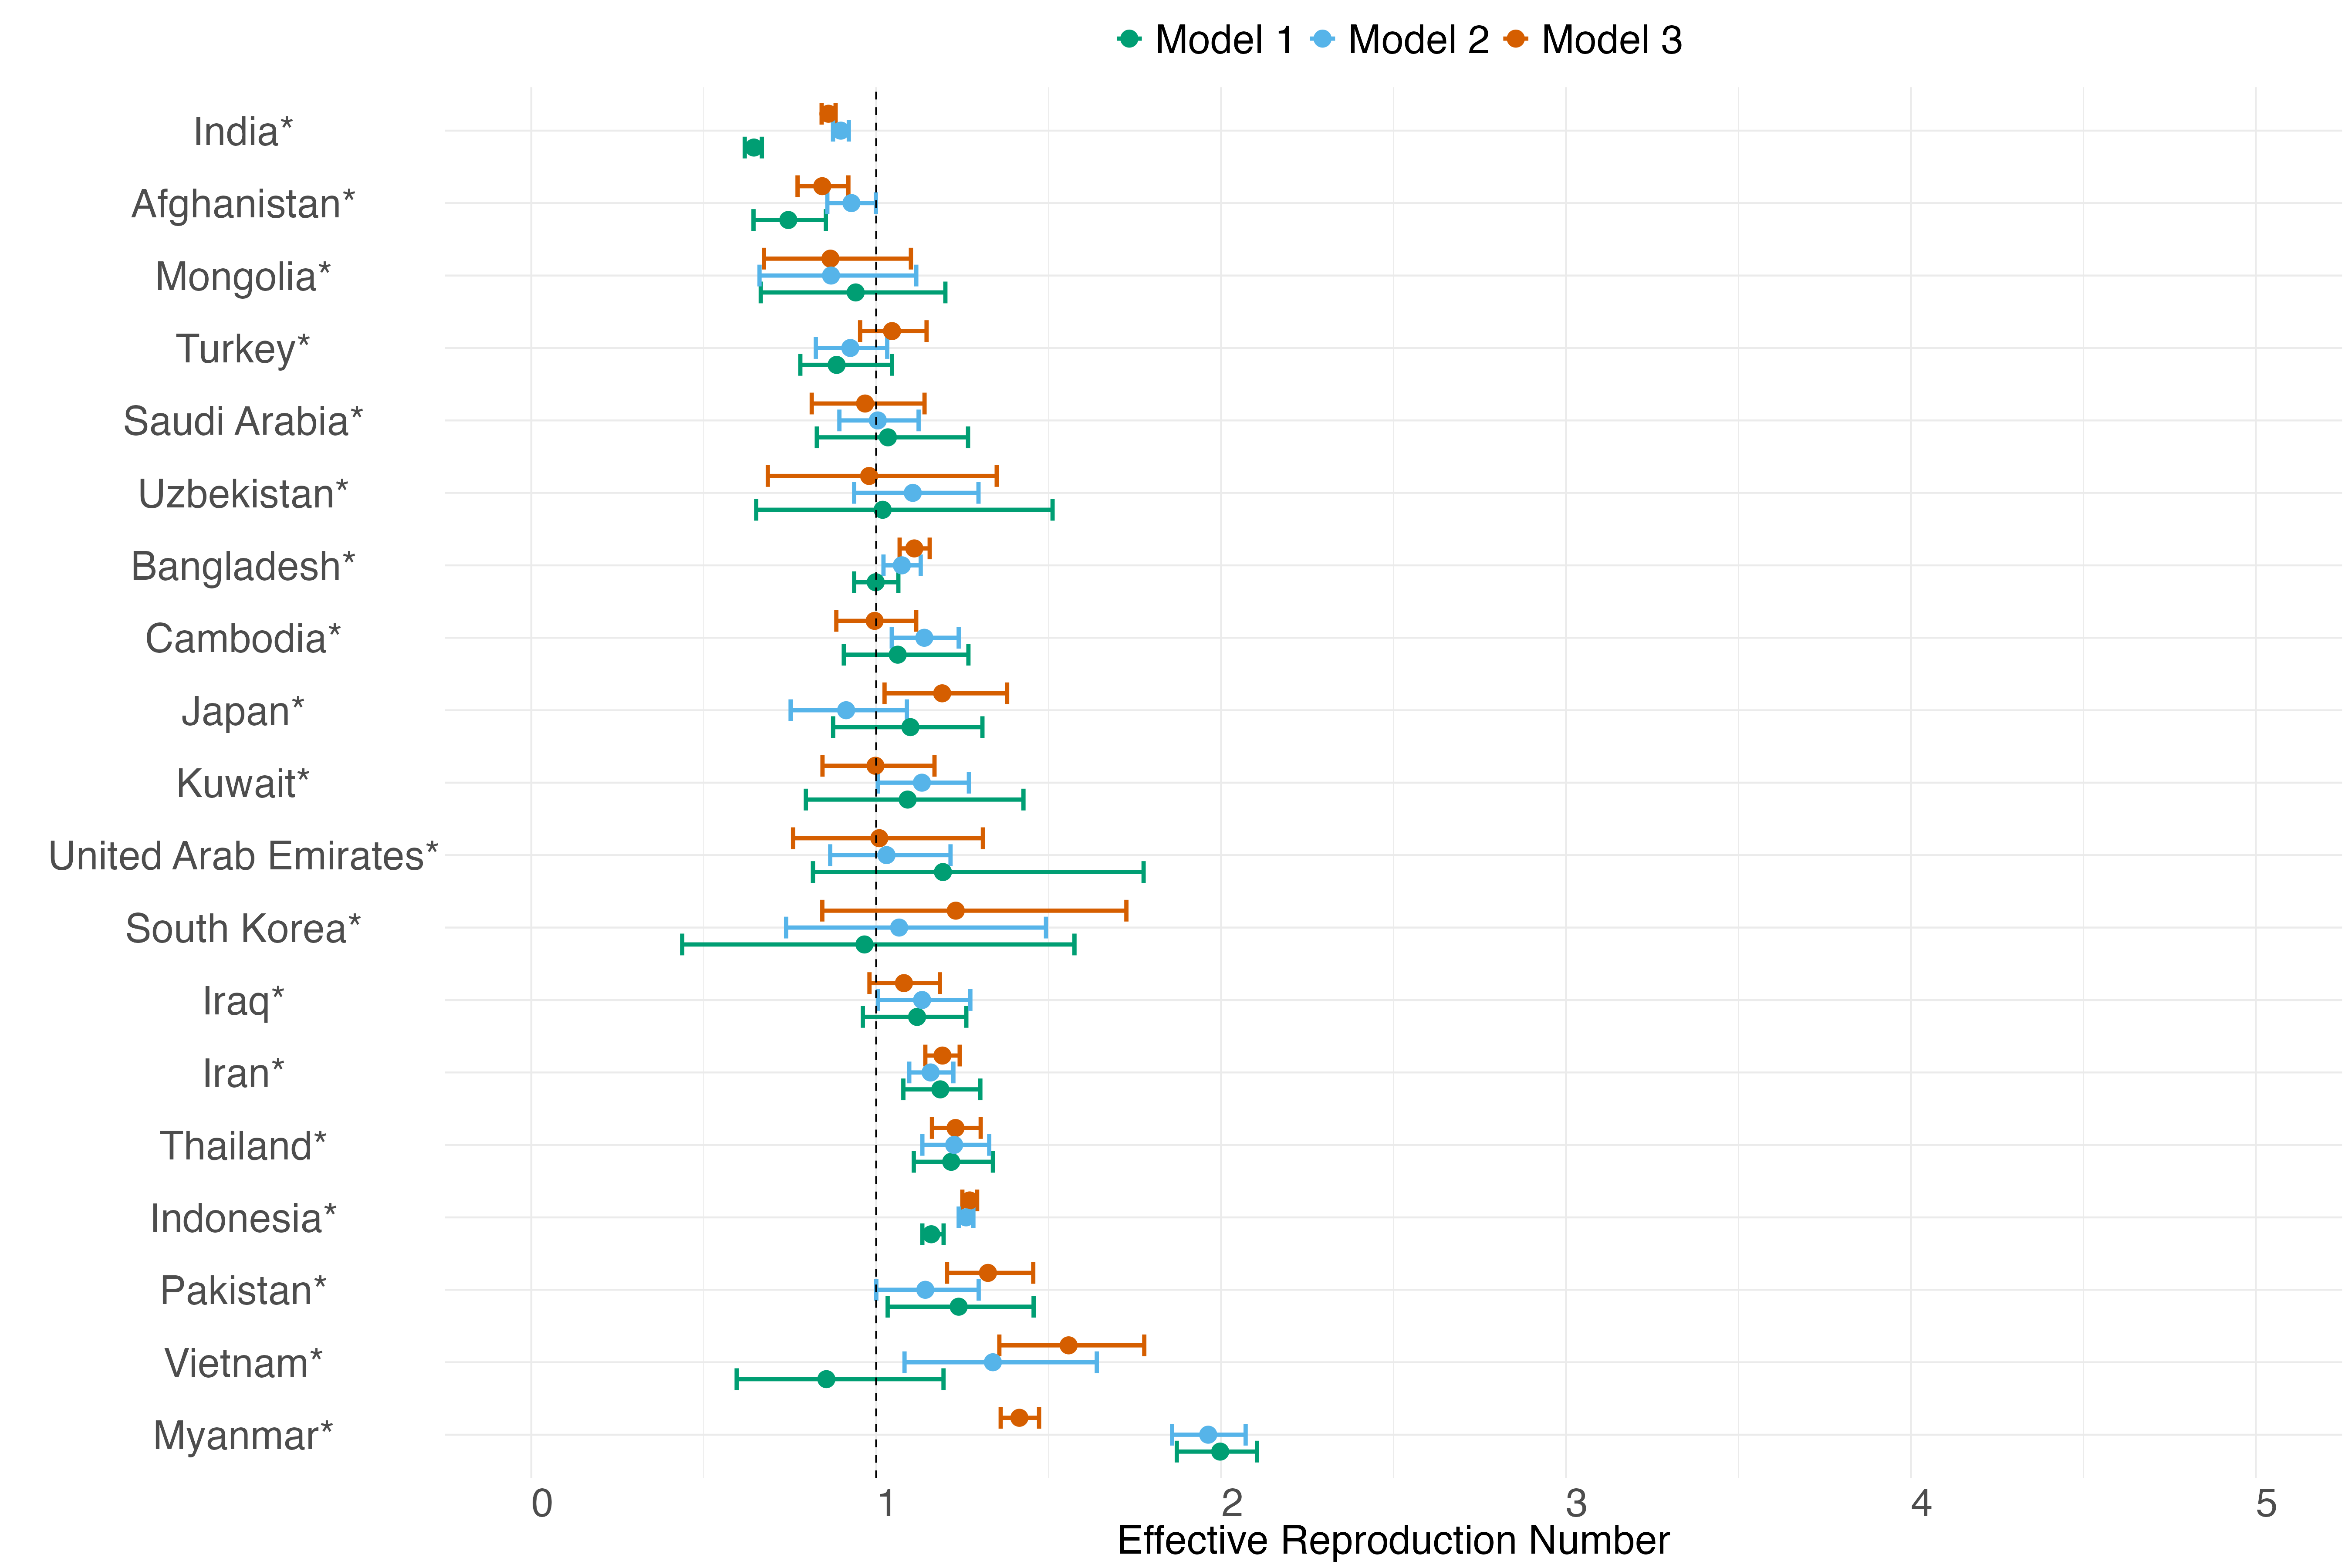 Model 1 Model 2 Model 3
India*
Afghanistan*
Mongolia*
Turkey*
Saudi Arabia*
Uzbekistan*
Bangladesh*
Cambodia*
Japan*
Kuwait*
United Arab Emirates*
South Korea*
Iraq*
Iran*
Thailand*
Indonesia*
Pakistan*
Vietnam*
Myanmar*
0 1 2 3 4 5
Effective Reproduction Number